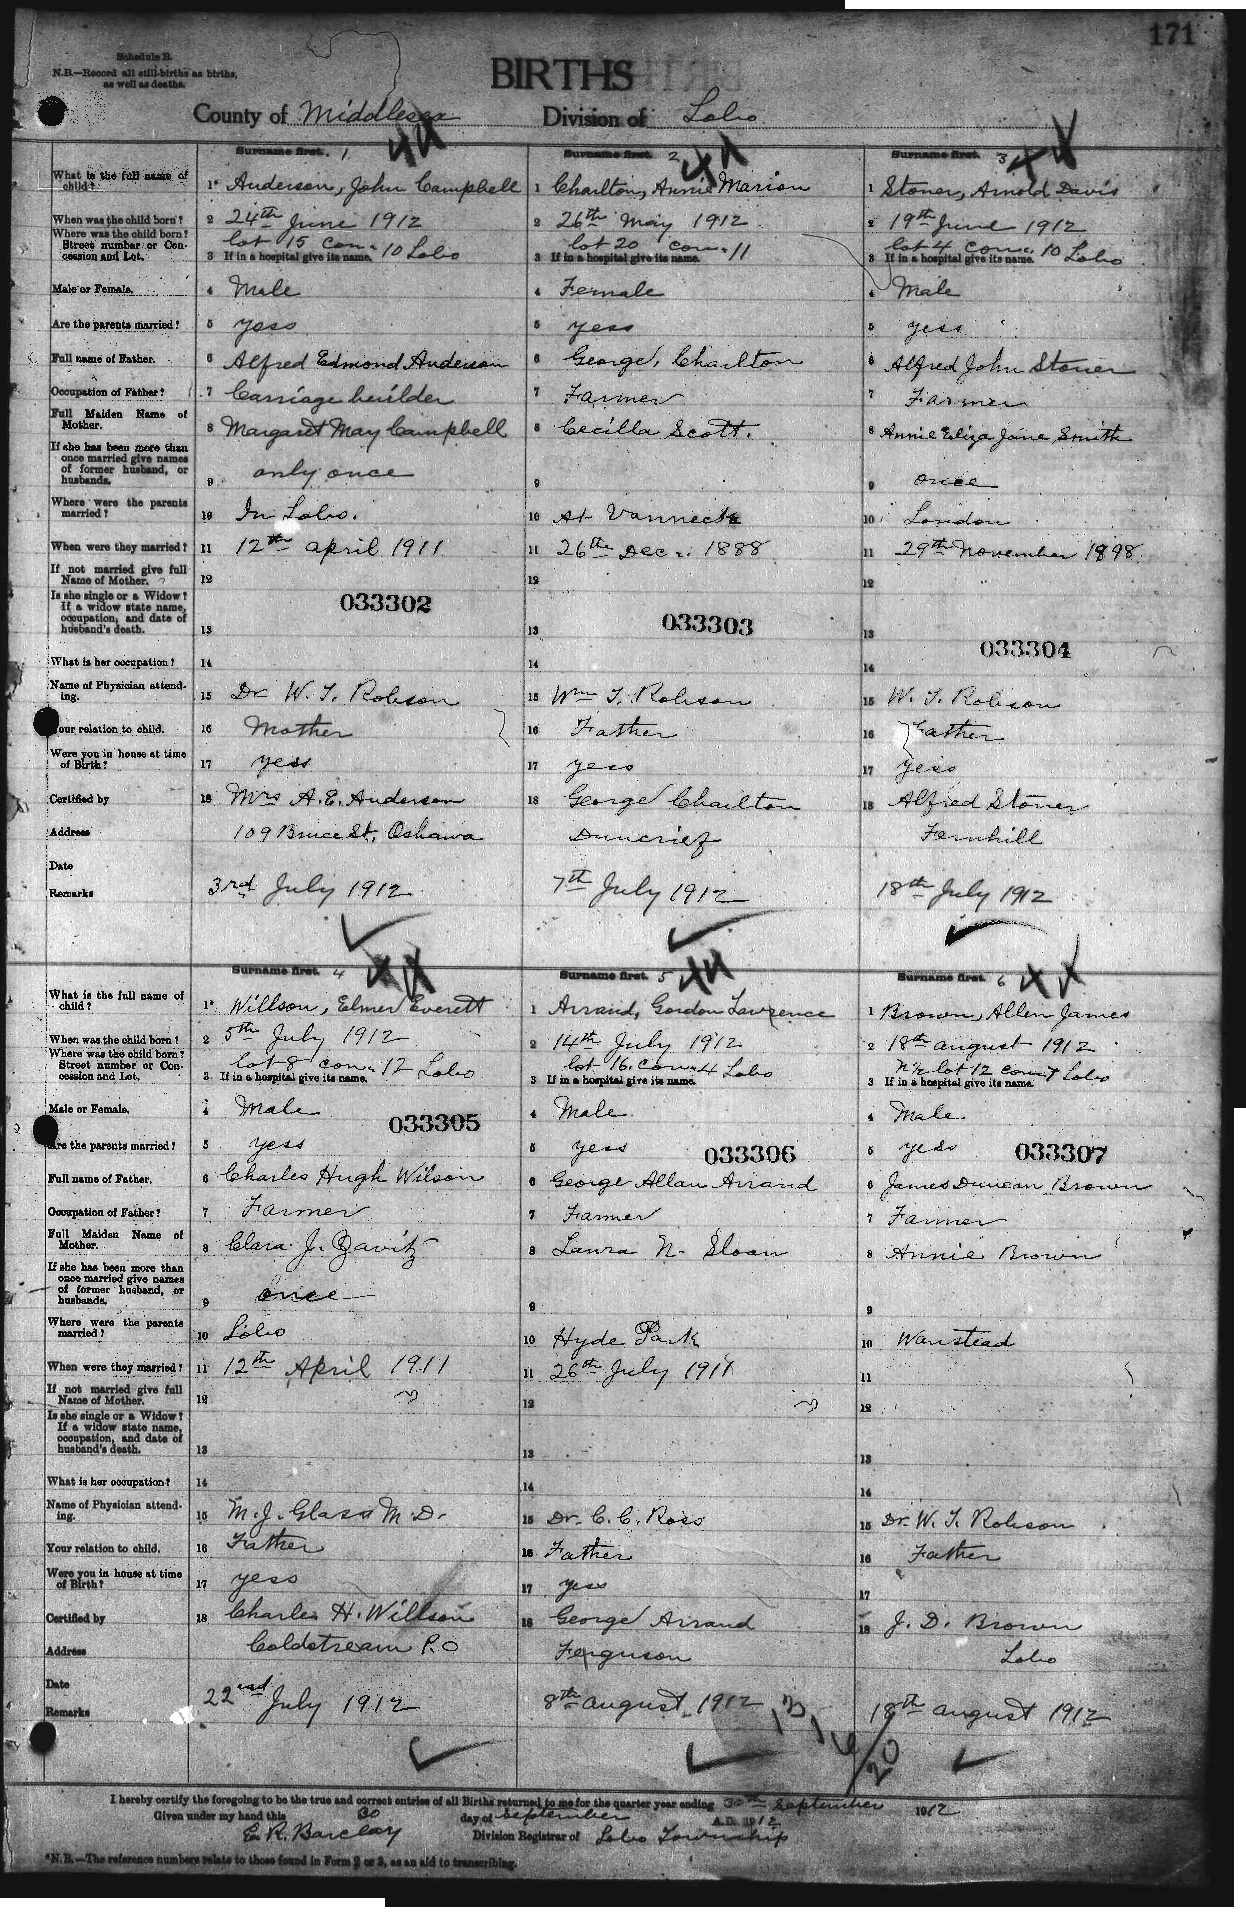 171
Schedule B.
N.B.—Record all still-births as births,
as well as deaths.
BIRTHS
County of Middlesex Division of Lobo
Surname first. 1 Surname first. 2 Surname first. 3
What is the full name of child? 1* Anderson, John Campbell 1 Charlton, Annie Marion 1 Stoner, Arnold Davis
When was the child born? 2 24th June 1912 2 26th May 1912 2 19th June 1912
Where was the child born? lot 15 con. lot 20 con. lot 4 con.
Street number or Concession and Lot. 3 If in a hospital give its name. 10 Lobo 3 If in a hospital give its name. 11 3 If in a hospital give its name. 10 Lobo
Male or Female. 4 Male 4 Female 4 Male
Are the parents married? 5 yess 5 yess 5 yess
Full name of Father. 6 Alfred Edmond Anderson 6 George, Charlton 6 Alfred John Stoner
Occupation of Father? 7 Carriage builder 7 Farmer 7 Farmer
Full Maiden Name of Mother. 8 Margaret May Campbell 8 Cecilla Scott. 8 Annie Eliza Jane Smith
If she has been more than once married give names of former husband, or husbands. 9 only once 9 9 once
Where were the parents married? 10 In Lobo. 10 At Vanneck 10 London
When were they married? 11 12th April 1911 11 26th Dec. 1888 11 29th November 1898
If not married give full Name of Mother. 12 12 12
Is she single or a Widow? If a widow state name, occupation, and date of husband's death. 13 033302 13 033303 13 033304
What is her occupation? 14 14 14
Name of Physician attending. 15 Dr W. T. Robson 15 Wm T. Robson 15 W. T. Robson
Your relation to child. 16 Mother 16 Father 16 Father
Were you in house at time of Birth? 17 yess 17 yess 17 yess
Certified by 18 Mrs A. E. Anderson 18 George Charlton 18 Alfred Stoner
Address 109 Bruce St, Oshawa Duncrief Fernhill
Date
Remarks 3rd July 1912 7th July 1912 18th July 1912
Surname first. 4 Surname first. 5 Surname first. 6
What is the full name of child? 1* Willson, Elmer Everett 1 Arrand, Gordon Lawrence 1 Brown, Allen James
When was the child born? 2 5th July 1912 2 14th July 1912 2 18th August 1912
Where was the child born? lot 8 con. 12 Lobo lot 16, con. 4 Lobo N½ lot 12 con 7 Lobo
Street number or Concession and Lot. 3 If in a hospital give its name. 3 If in a hospital give its name. 3 If in a hospital give its name.
Male or Female. 4 Male 4 Male 4 Male
033305 033306 033307
Are the parents married? 5 yess 5 yess 5 yess
Full name of Father. 6 Charles Hugh Wilson 6 George Allan Arrand 6 James Duncan Brown
Occupation of Father? 7 Farmer 7 Farmer 7 Farmer
Full Maiden Name of Mother. 8 Clara J. Zavitz 8 Laura N. Sloan 8 Annie Brown
If she has been more than once married give names of former husband, or husbands. 9 once 9 9
Where were the parents married? 10 Lobo 10 Hyde Park 10 Wanstead
When were they married? 11 12th April 1911 11 26th July 1911 11
If not married give full Name of Mother. 12 12 12
Is she single or a Widow? If a widow state name, occupation, and date of husband's death. 13 13 13
What is her occupation? 14 14 14
Name of Physician attending. 15 M. J. Glass M. D. 15 Dr. C. C. Ross 15 Dr. W. T. Robson
Your relation to child. 16 Father 16 Father 16 Father
Were you in house at time of Birth? 17 yess 17 yess 17
Certified by 18 Charles H. Willson 18 George Arrand 18 J. D. Brown
Address Coldstream P.O Ferguson Lobo
Date
Remarks 22nd July 1912 8th August 1912 18th August 1912
I hereby certify the foregoing to be the true and correct entries of all Births returned to me for the quarter year ending 30th September 1912
Given under my hand this 30 day of September A.D. 1912
E. R. Barclay Division Registrar of Lobo Township
*N.B.—The reference numbers relate to those found in Form 2 or 3, as an aid to transcribing.